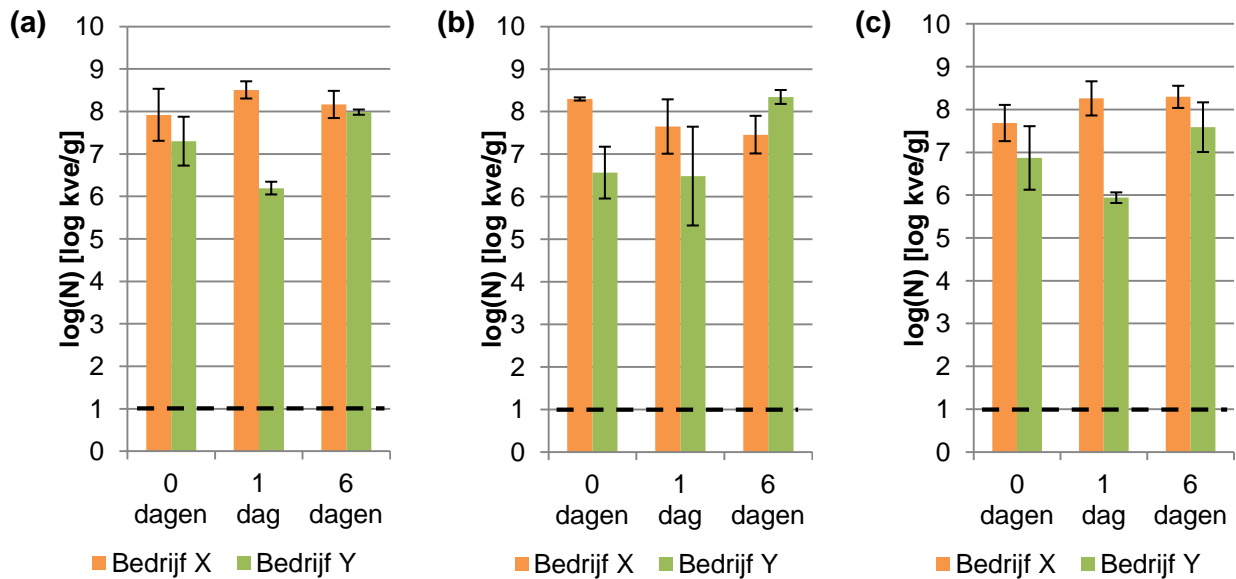 (a)
log(N) [log kve/g]
10
9
8
7
6
5
4
3
2
1
0
0 1 6
dagen dag dagen
Bedrijf X Bedrijf Y
(b)
log(N) [log kve/g]
10
9
8
7
6
5
4
3
2
1
0
0 1 6
dagen dag dagen
Bedrijf X Bedrijf Y
(c)
log(N) [log kve/g]
10
9
8
7
6
5
4
3
2
1
0
0 1 6
dagen dag dagen
Bedrijf X Bedrijf Y